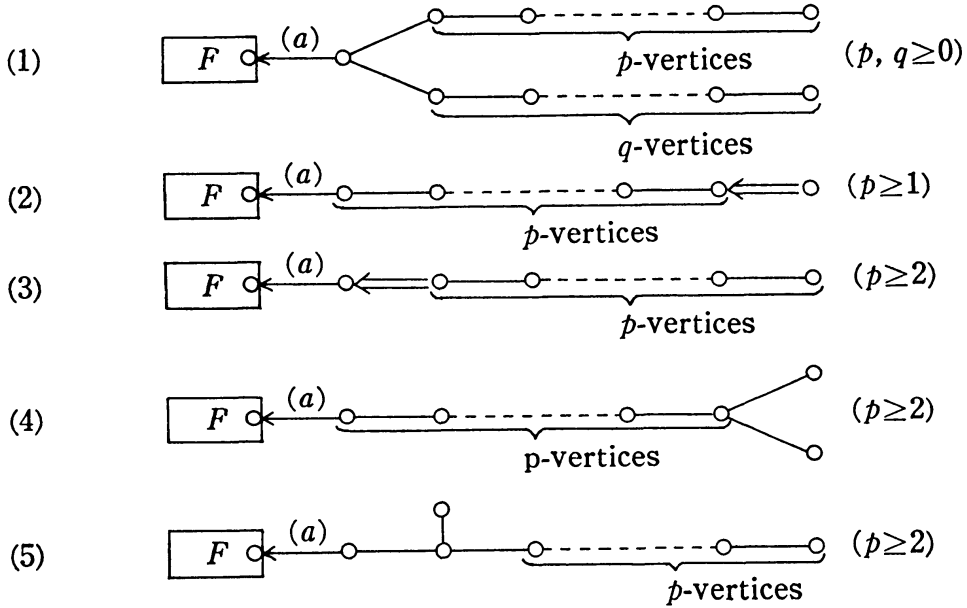 (1) F (a) p-vertices (p, q≥0)
q-vertices
(2) F (a) p-vertices (p≥1)
(3) F (a) p-vertices (p≥2)
(4) F (a) p-vertices (p≥2)
(5) F (a) p-vertices (p≥2)